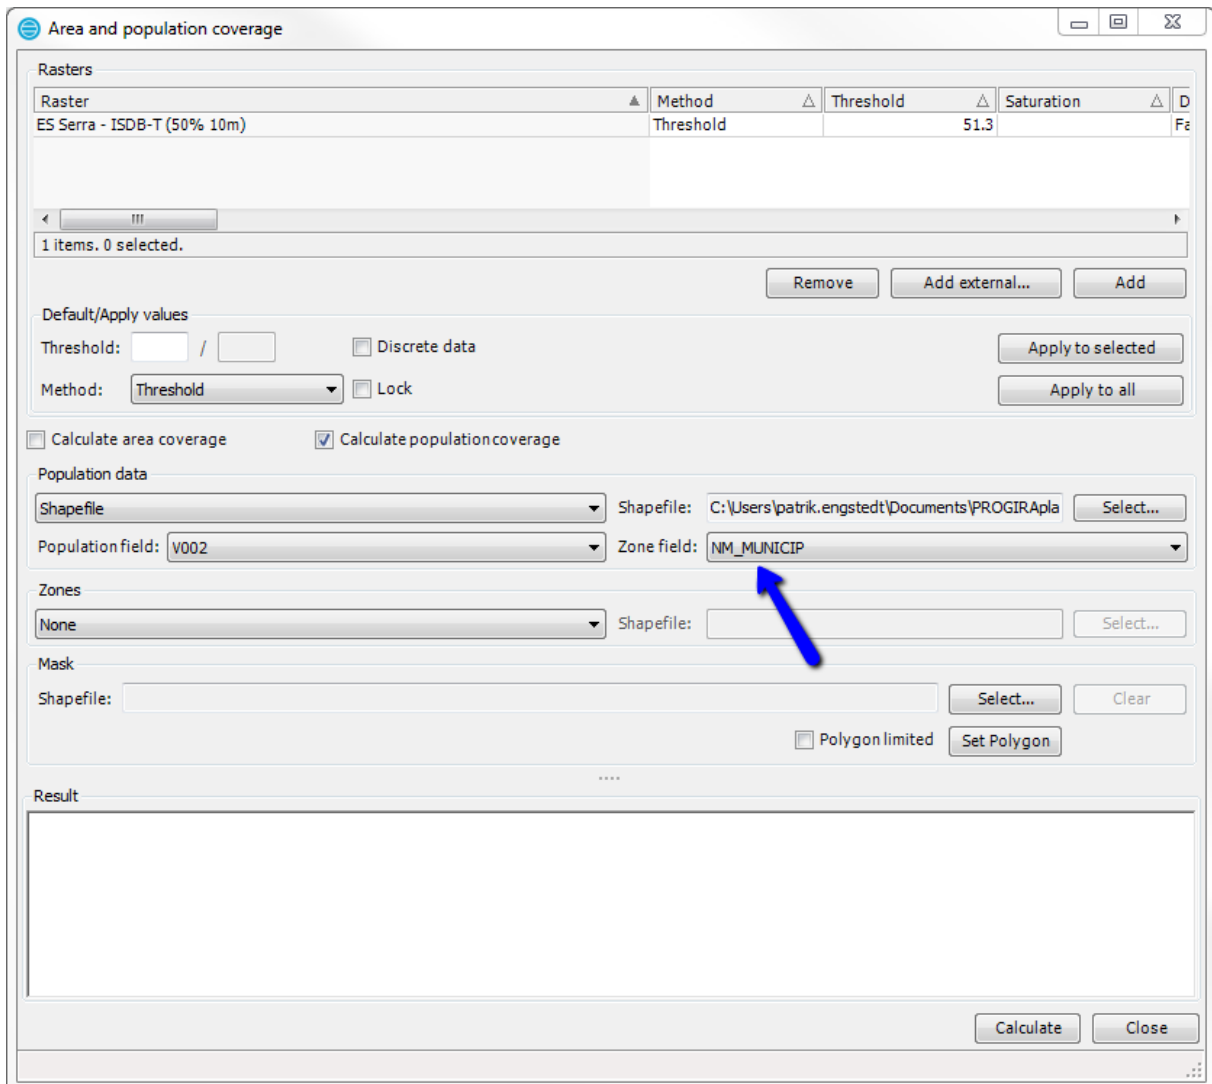 Area and population coverage
Rasters
Raster Method Threshold Saturation D
ES Serra - ISDB-T (50% 10m) Threshold 51.3 Fa
1 items. 0 selected.
Remove Add external... Add
Default/Apply values
Threshold: / Discrete data Apply to selected
Method: Threshold Lock Apply to all
Calculate area coverage Calculate population coverage
Population data
Shapefile Shapefile: C:\Users\patrik.engstedt\Documents\PROGIRApla Select...
Population field: V002 Zone field: NM_MUNICIP
Zones
None Shapefile: Select...
Mask
Shapefile: Select... Clear
Polygon limited Set Polygon
Result
Calculate Close